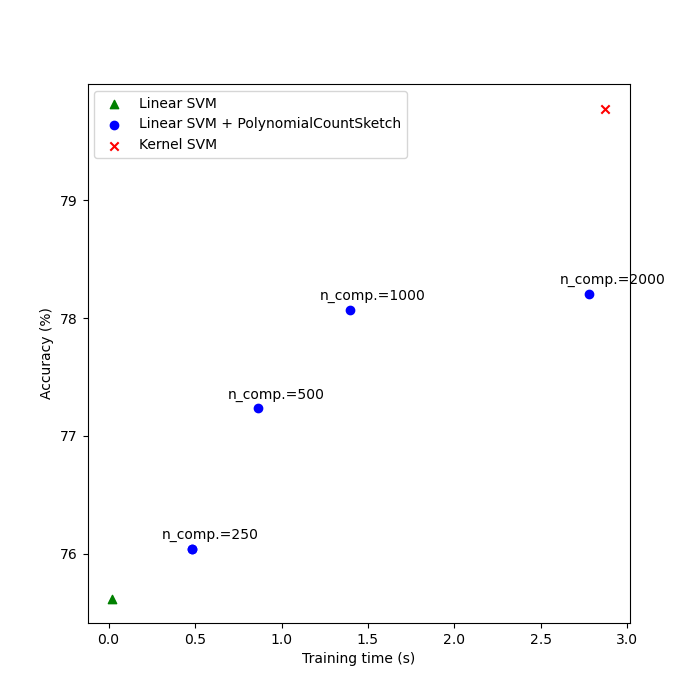 Linear SVM
Linear SVM + PolynomialCountSketch
Kernel SVM
79
78
77
76
Accuracy (%)
n_comp.=2000
n_comp.=1000
n_comp.=500
n_comp.=250
0.0 0.5 1.0 1.5 2.0 2.5 3.0
Training time (s)